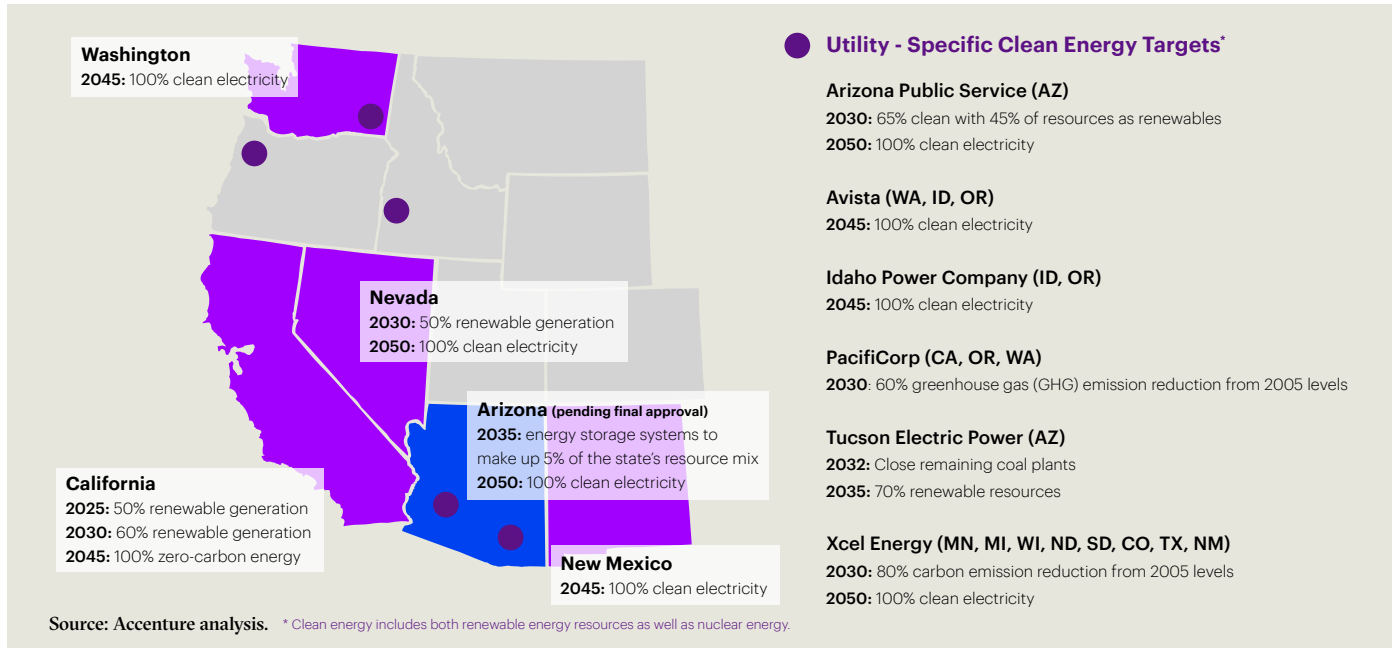 Washington
2045: 100% clean electricity
Nevada
2030: 50% renewable generation
2050: 100% clean electricity
Arizona (pending final approval)
2035: energy storage systems to
make up 5% of the state's resource mix
2050: 100% clean electricity
California
2025: 50% renewable generation
2030: 60% renewable generation
2045: 100% zero-carbon energy
New Mexico
2045: 100% clean electricity
Utility - Specific Clean Energy Targets*
Arizona Public Service (AZ)
2030: 65% clean with 45% of resources as renewables
2050: 100% clean electricity
Avista (WA, ID, OR)
2045: 100% clean electricity
Idaho Power Company (ID, OR)
2045: 100% clean electricity
PacifiCorp (CA, OR, WA)
2030: 60% greenhouse gas (GHG) emission reduction from 2005 levels
Tucson Electric Power (AZ)
2032: Close remaining coal plants
2035: 70% renewable resources
Xcel Energy (MN, MI, WI, ND, SD, CO, TX, NM)
2030: 80% carbon emission reduction from 2005 levels
2050: 100% clean electricity
Source: Accenture analysis. * Clean energy includes both renewable energy resources as well as nuclear energy.